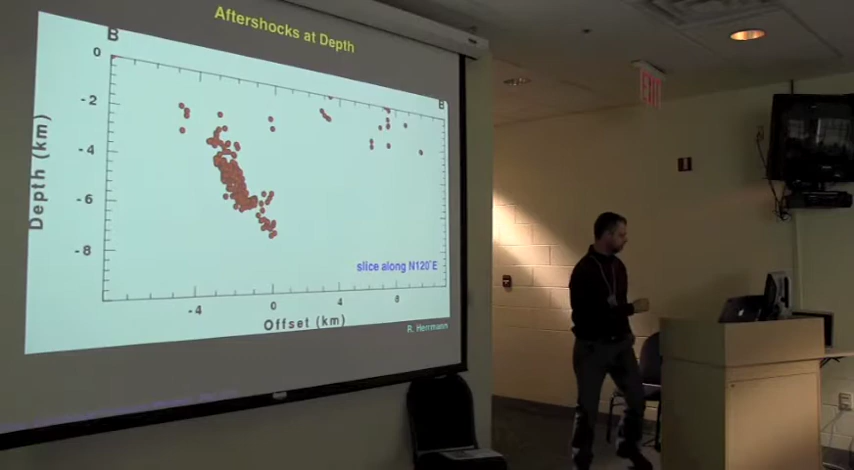 Aftershocks at Depth
B
B'
0
-2
-4
-6
-8
Depth (km)
slice along N120°E
-4
0
4
8
Offset (km)
R. Herrmann
EXIT